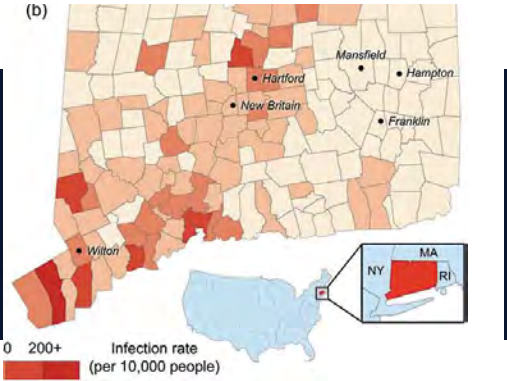 (b)
Mansfield
Hartford
Hampton
New Britain
Franklin
Wilton
MA
NY
RI
0 200+ Infection rate
(per 10,000 people)